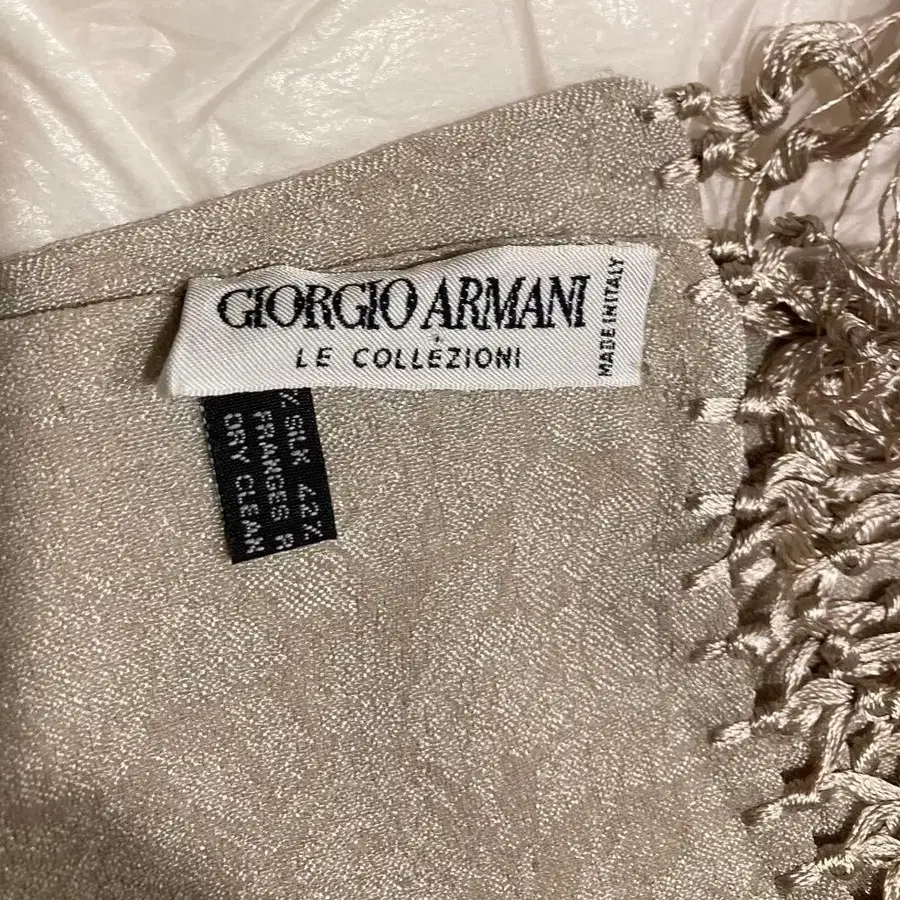 GIORGIO ARMANI
LE COLLEZIONI
MADE IN ITALY
% SILK 42%
FRANGES R
DRY CLEAN